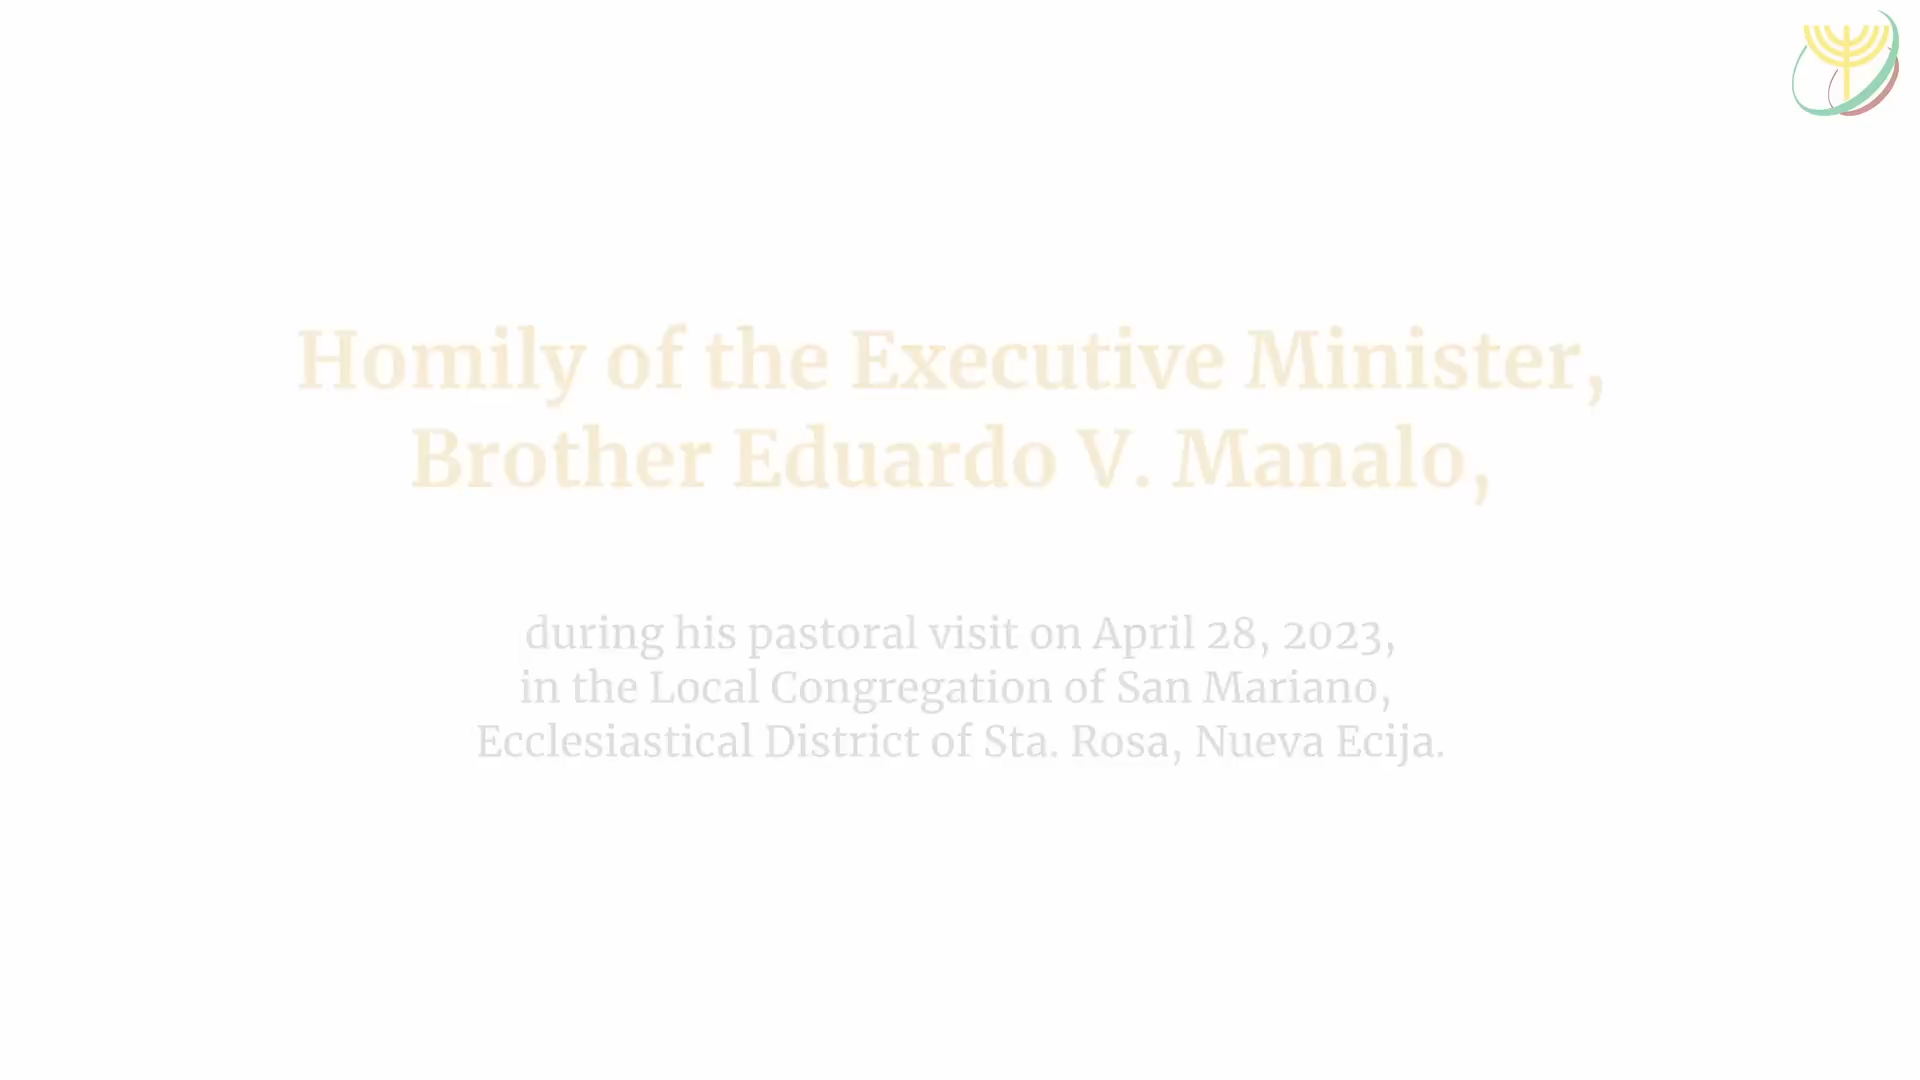 Homily of the Executive Minister,
Brother Eduardo V. Manalo,
during his pastoral visit on April 28, 2023,
in the Local Congregation of San Mariano,
Ecclesiastical District of Sta. Rosa, Nueva Ecija.